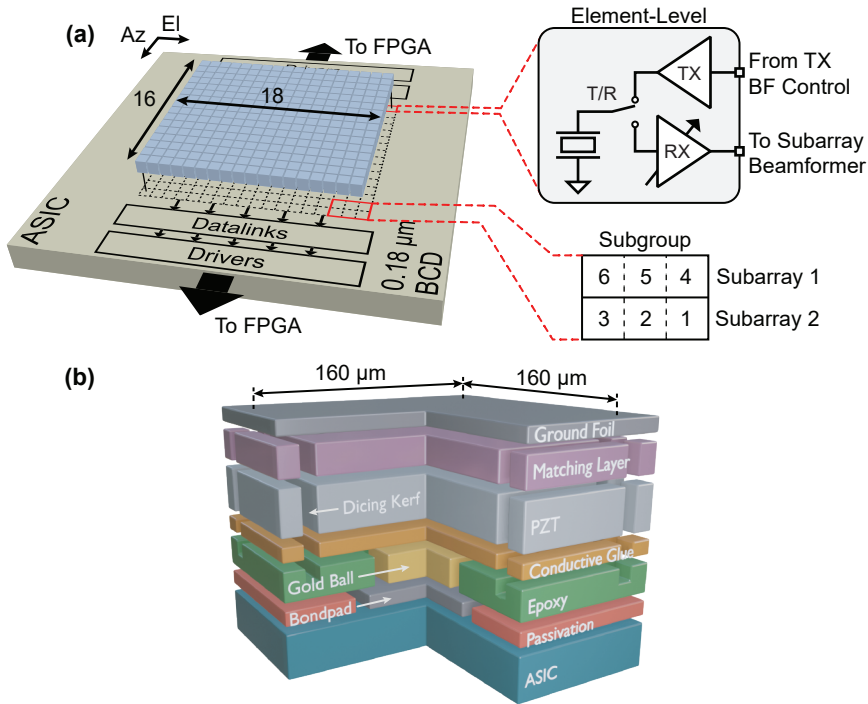 (a)
Az
El
To FPGA
16
18
ASIC
Datalinks
Drivers
0.18 µm
BCD
To FPGA
Element-Level
T/R
TX
RX
From TX
BF Control
To Subarray
Beamformer
Subgroup
6 5 4 Subarray 1
3 2 1 Subarray 2
(b)
160 µm
160 µm
Ground Foil
Matching Layer
Dicing Kerf
PZT
Conductive Glue
Gold Ball
Epoxy
Bondpad
Passivation
ASIC